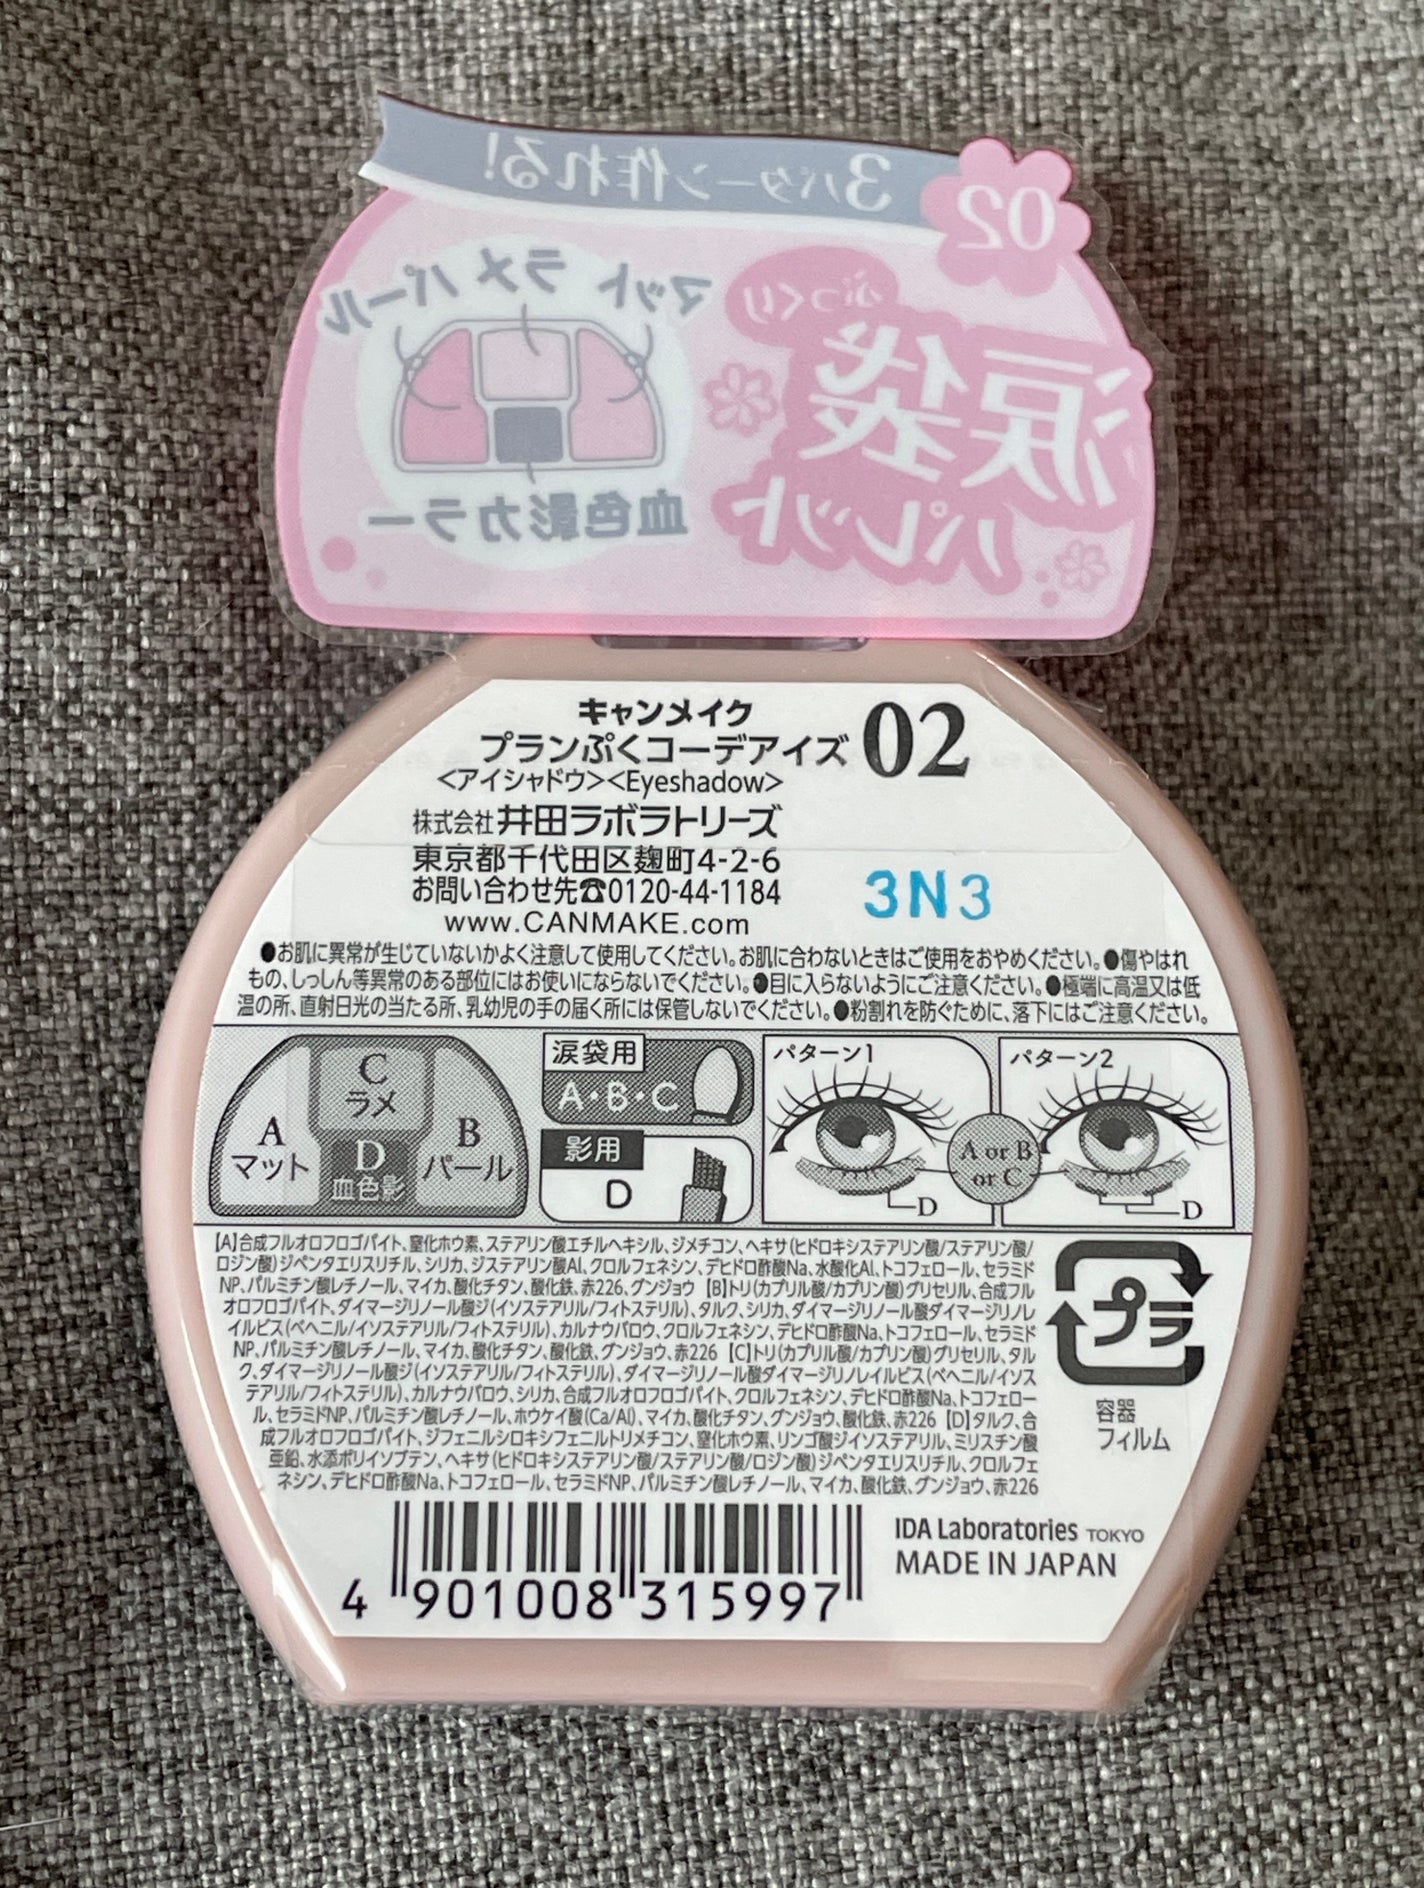 3パターン作れる!
02
マット ラメ パール
ぷっくり
涙袋
パレット
血色影カラー
キャンメイク
プランぷくコーデアイズ 02
<アイシャドウ><Eyeshadow>
株式会社 井田ラボラトリーズ
東京都千代田区麹町4-2-6
お問い合わせ先☎0120-44-1184
www.CANMAKE.com
3N3
●お肌に異常が生じていないかよく注意して使用してください。お肌に合わないときはご使用をおやめください。●傷やはれ
もの、しっしん等異常のある部位にはお使いにならないでください。●目に入らないようにご注意ください。●極端に高温又は低
温の所、直射日光の当たる所、乳幼児の手の届く所には保管しないでください。●粉割れを防ぐために、落下にはご注意ください。
A
マット
C
ラメ
D
血色影
B
パール
涙袋用
A・B・C
影用
D
パターン1
D
A or B
or C
パターン2
D
【A】合成フルオロフロゴパイト、窒化ホウ素、ステアリン酸エチルヘキシル、ジメチコン、ヘキサ(ヒドロキシステアリン酸/ステアリン酸/
ロジン酸)ジペンタエリスリチル、シリカ、ジステアリン酸Al、クロルフェネシン、デヒドロ酢酸Na、水酸化Al、トコフェロール、セラミド
NP、パルミチン酸レチノール、マイカ、酸化チタン、酸化鉄、赤226、グンジョウ 【B】トリ(カプリル酸/カプリン酸)グリセリル、合成フル
オロフロゴパイト、ダイマージリノール酸ジ(イソステアリル/フィトステリル)、タルク、シリカ、ダイマージリノール酸ダイマージリノレ
イルビス(ベヘニル/イソステアリル/フィトステリル)、カルナウバロウ、クロルフェネシン、デヒドロ酢酸Na、トコフェロール、セラミド
NP、パルミチン酸レチノール、マイカ、酸化チタン、酸化鉄、グンジョウ、赤226 【C】トリ(カプリル酸/カプリン酸)グリセリル、タル
ク、ダイマージリノール酸ジ(イソステアリル/フィトステリル)、ダイマージリノール酸ダイマージリノレイルビス(ベヘニル/イソス
テアリル/フィトステリル)、カルナウバロウ、シリカ、合成フルオロフロゴパイト、クロルフェネシン、デヒドロ酢酸Na、トコフェロー
ル、セラミドNP、パルミチン酸レチノール、ホウケイ酸(Ca/Al)、マイカ、酸化チタン、グンジョウ、酸化鉄、赤226 【D】タルク、合
成フルオロフロゴパイト、ジフェニルシロキシフェニルトリメチコン、窒化ホウ素、リンゴ酸ジイソステアリル、ミリスチン酸
亜鉛、水添ポリイソブテン、ヘキサ(ヒドロキシステアリン酸/ステアリン酸/ロジン酸)ジペンタエリスリチル、クロルフェ
ネシン、デヒドロ酢酸Na、トコフェロール、セラミドNP、パルミチン酸レチノール、マイカ、酸化鉄、グンジョウ、赤226
プラ
容器
フィルム
4 901008 315997
IDA Laboratories TOKYO
MADE IN JAPAN